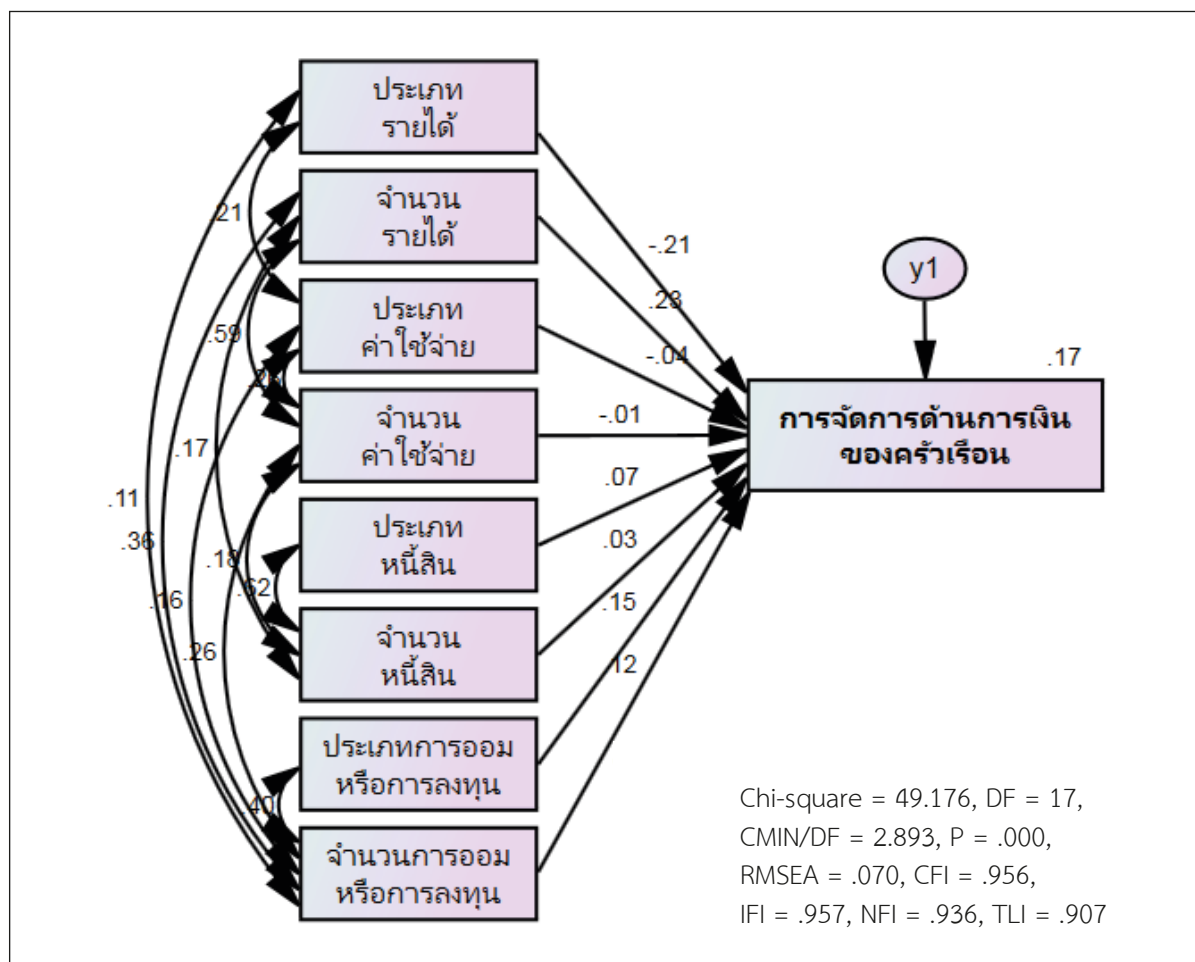 ประเภท
รายได้
จำนวน
รายได้
ประเภท
ค่าใช้จ่าย
จำนวน
ค่าใช้จ่าย
ประเภท
หนี้สิน
จำนวน
หนี้สิน
ประเภทการออม
หรือการลงทุน
จำนวนการออม
หรือการลงทุน
.21
.59
.17
.11
.36
.18
.62
.16
.26
.40
-.21
.23
-.04
-.01
.07
.03
.15
.12
y1
.17
การจัดการด้านการเงิน
ของครัวเรือน
Chi-square = 49.176, DF = 17,
CMIN/DF = 2.893, P = .000,
RMSEA = .070, CFI = .956,
IFI = .957, NFI = .936, TLI = .907